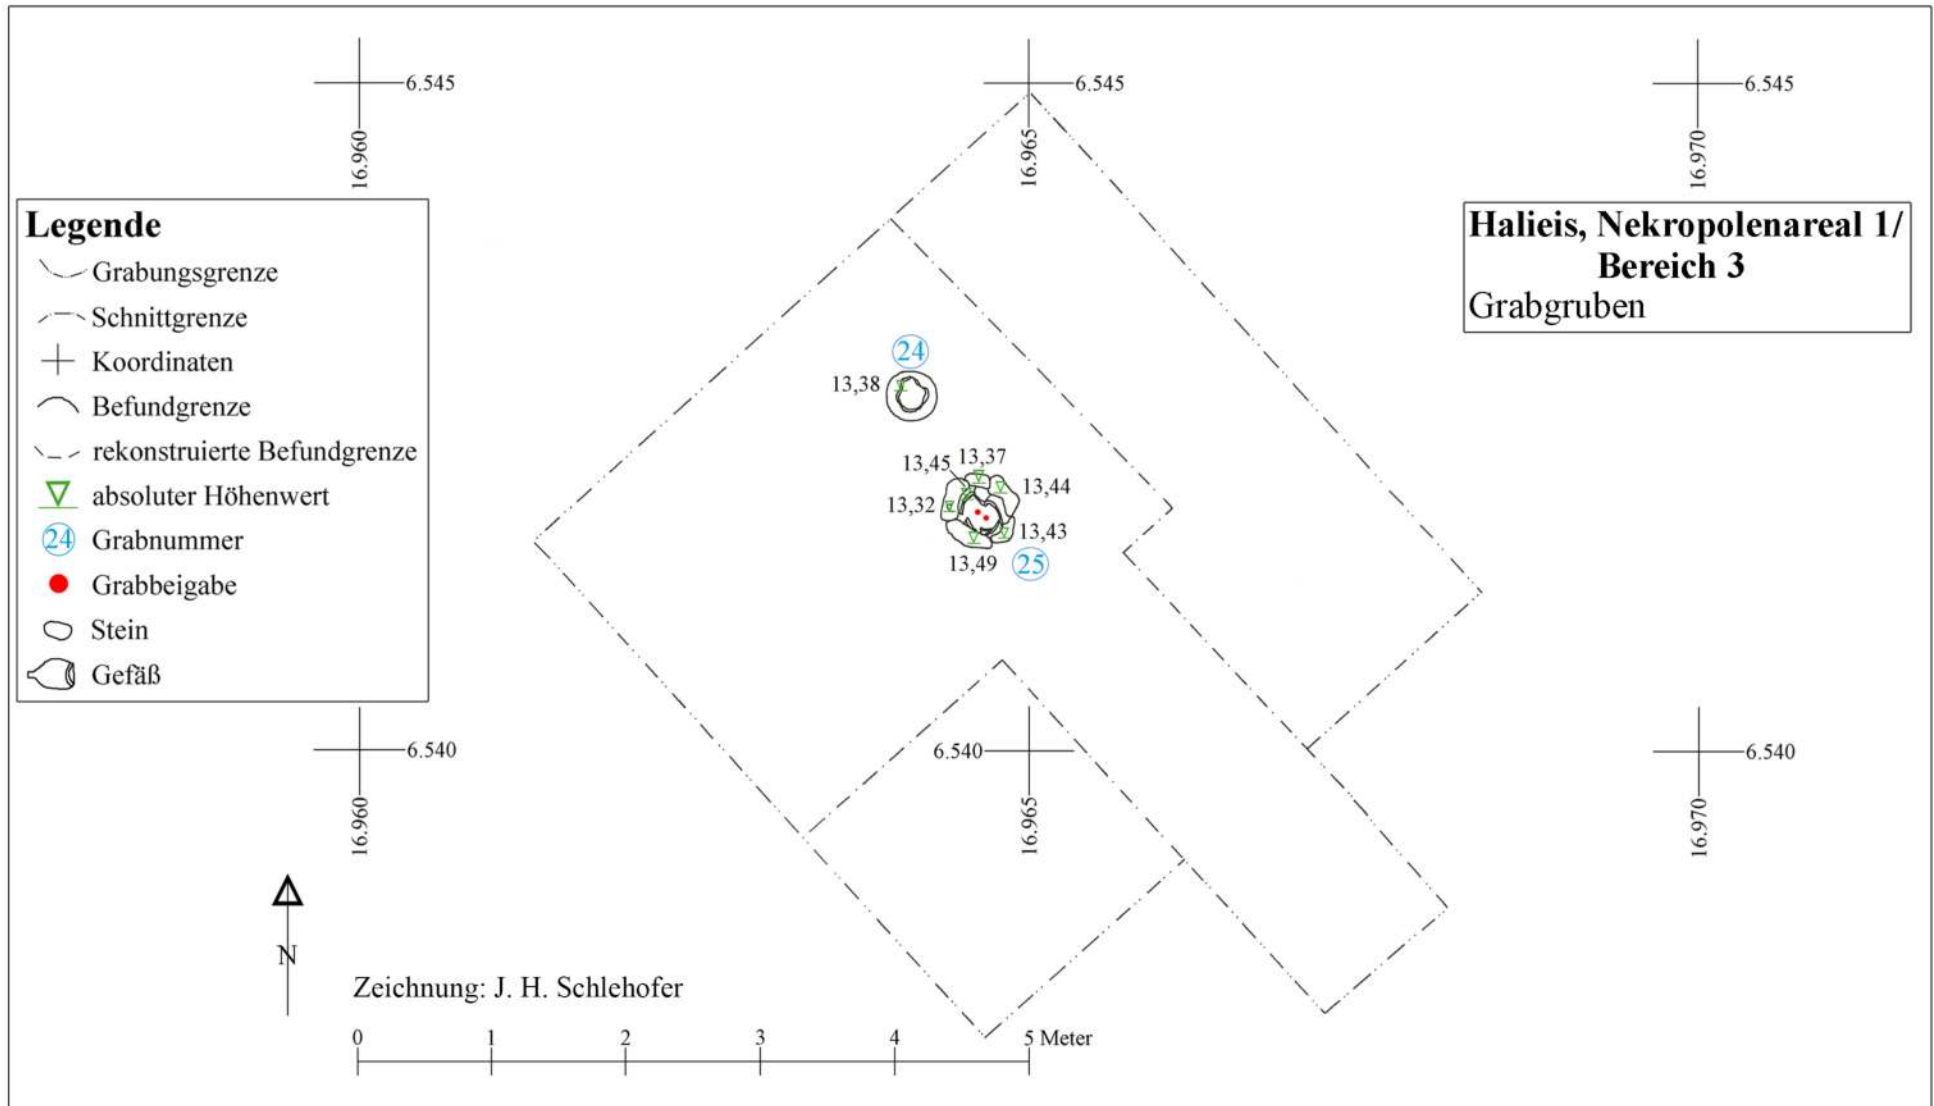 6.545
6.545
6.545
16.960
16.965
16.970
Legende
Grabungsgrenze
Schnittgrenze
Koordinaten
Befundgrenze
rekonstruierte Befundgrenze
absoluter Höhenwert
24 Grabnummer
Grabbeigabe
Stein
Gefäß
Halieis, Nekropolenareal 1/
Bereich 3
Grabgruben
24
13,38
13,45
13,37
13,44
13,32
13,43
13,49
25
6.540
6.540
6.540
16.960
16.965
16.970
N
Zeichnung: J. H. Schlehofer
0 1 2 3 4 5 Meter